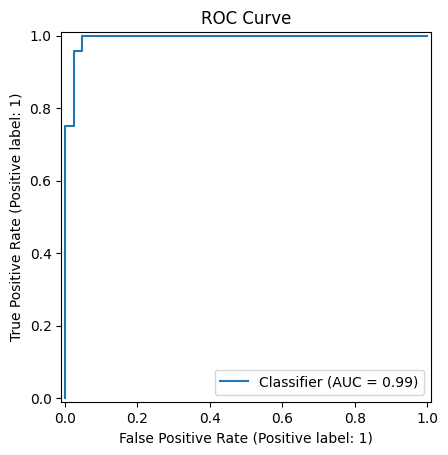 ROC Curve
True Positive Rate (Positive label: 1)
1.0
0.8
0.6
0.4
0.2
0.0
Classifier (AUC = 0.99)
0.0 0.2 0.4 0.6 0.8 1.0
False Positive Rate (Positive label: 1)